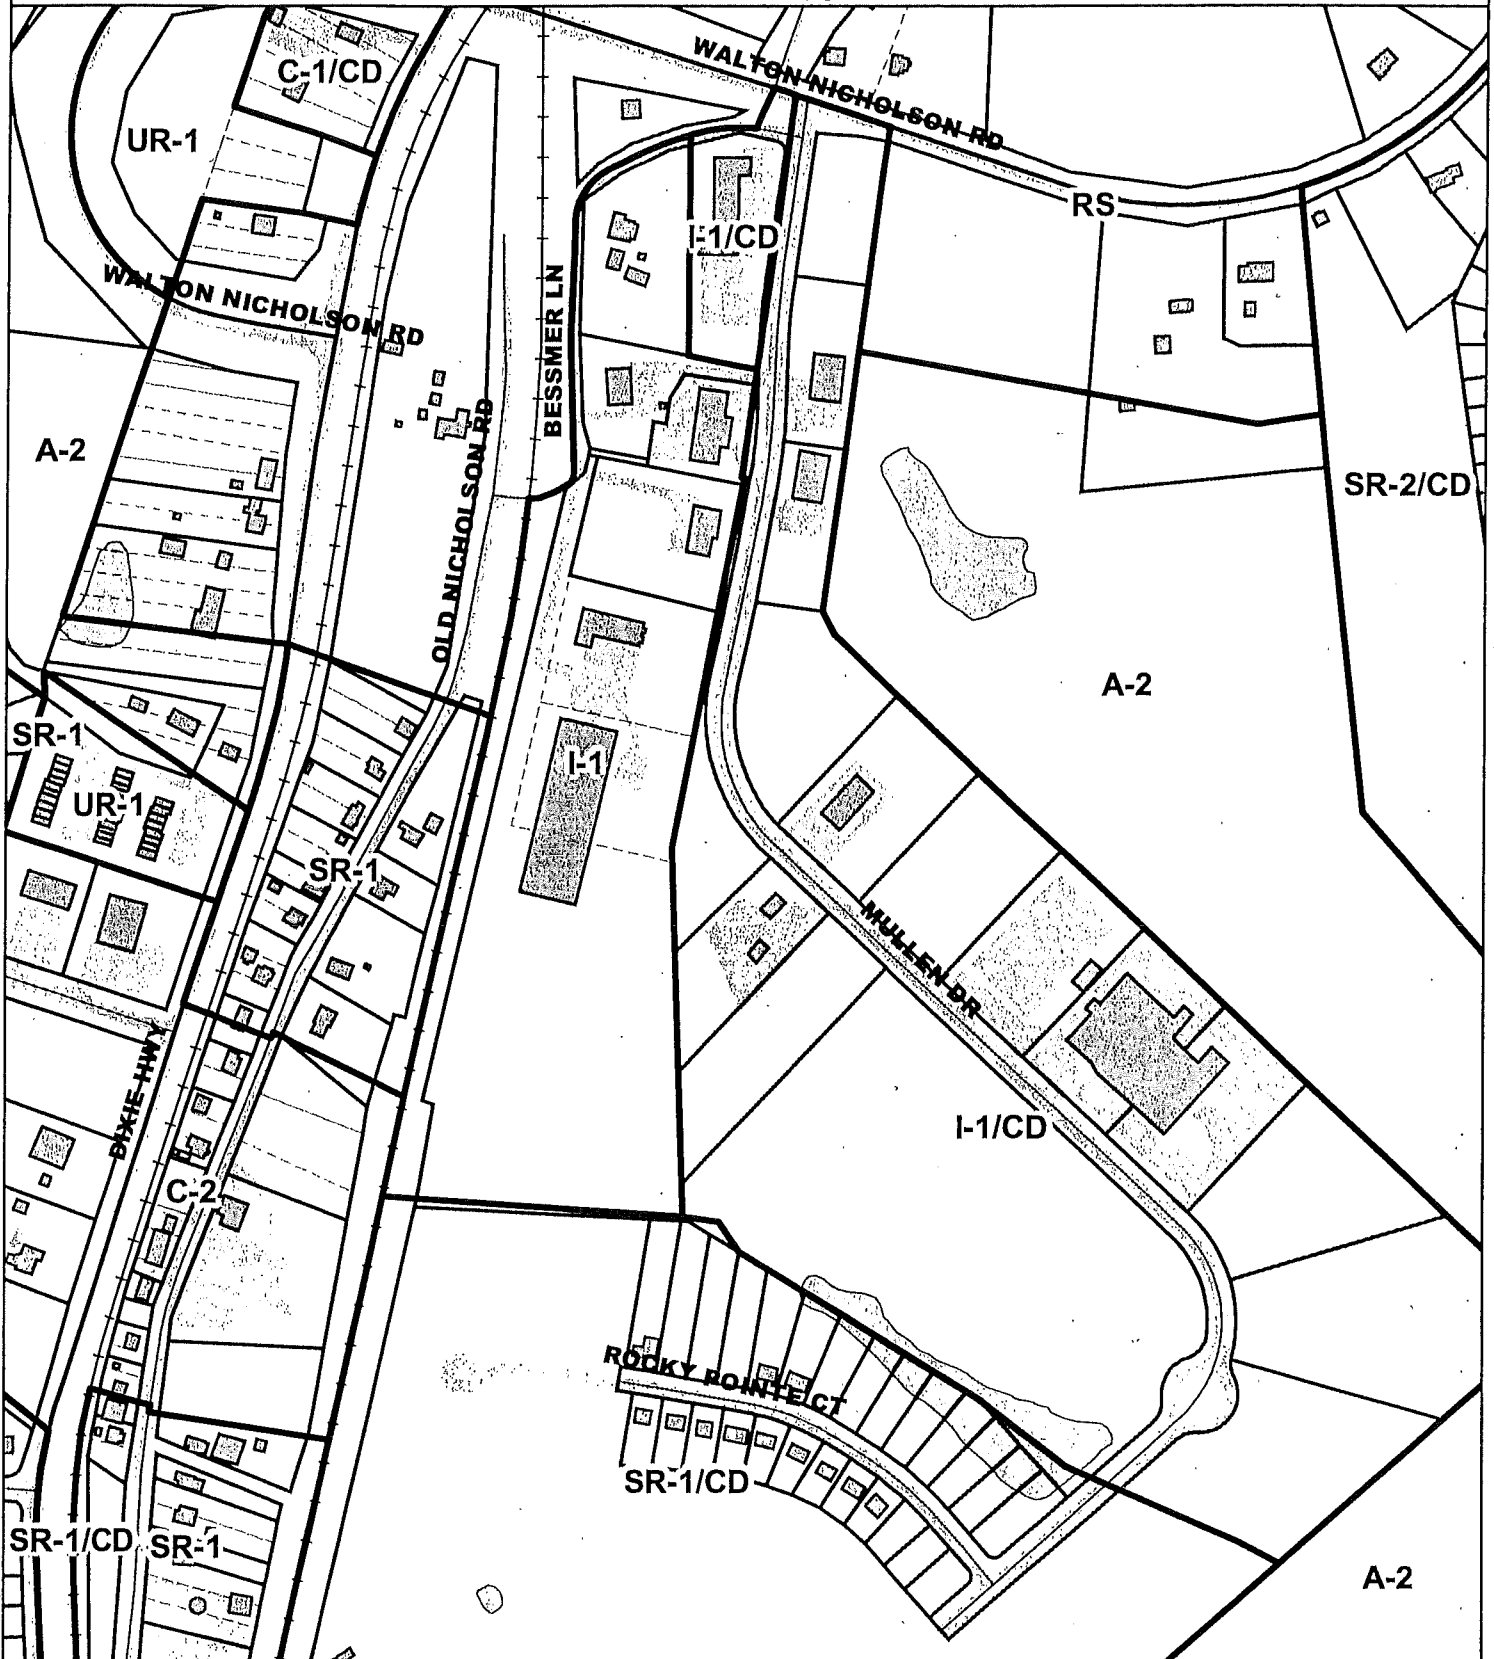 WALTON-NICHOLSON RD
C-1/CD
UR-1
RS
I-1/CD
WALTON NICHOLSON RD
BESSMER LN
A-2
SR-2/CD
OLD NICHOLSON RD
A-2
SR-1
I-1
UR-1
SR-1
MULLEN DR
DIXIE HWY
I-1/CD
C-2
ROCKY POINTE CT
SR-1/CD
SR-1/CD
SR-1
A-2